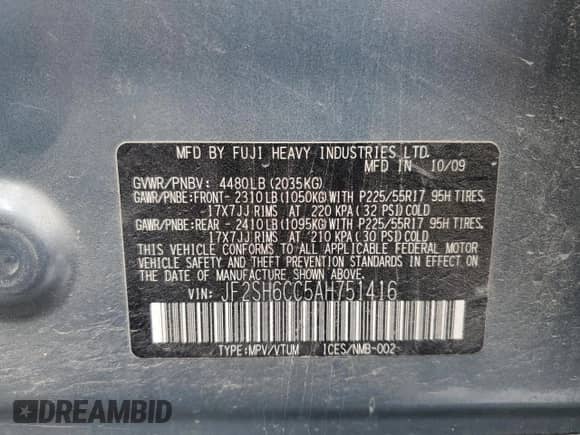 MFD BY FUJI HEAVY INDUSTRIES LTD.
MFD IN 10/09
GVWR/PNBV: 4480LB (2035KG)
GAWR/PNBE:FRONT- 2310LB (1050KG) WITH P225/55R17 95H TIRES,
17X7JJ RIMS AT 220 KPA (32 PSI) COLD
GAWR/PNBE:REAR - 2410LB (1095KG) WITH P225/55R17 95H TIRES,
17X7JJ RIMS AT 210 KPA (30 PSI) COLD
THIS VEHICLE CONFORMS TO ALL APPLICABLE FEDERAL MOTOR
VEHICLE SAFETY AND THEFT PREVENTION STANDARDS IN EFFECT ON
THE DATE OF MANUFACTURE SHOWN ABOVE.
VIN: JF2SH6CC5AH751416
TYPE:MPV/VTUM ICES/NMB-002
DREAMBID